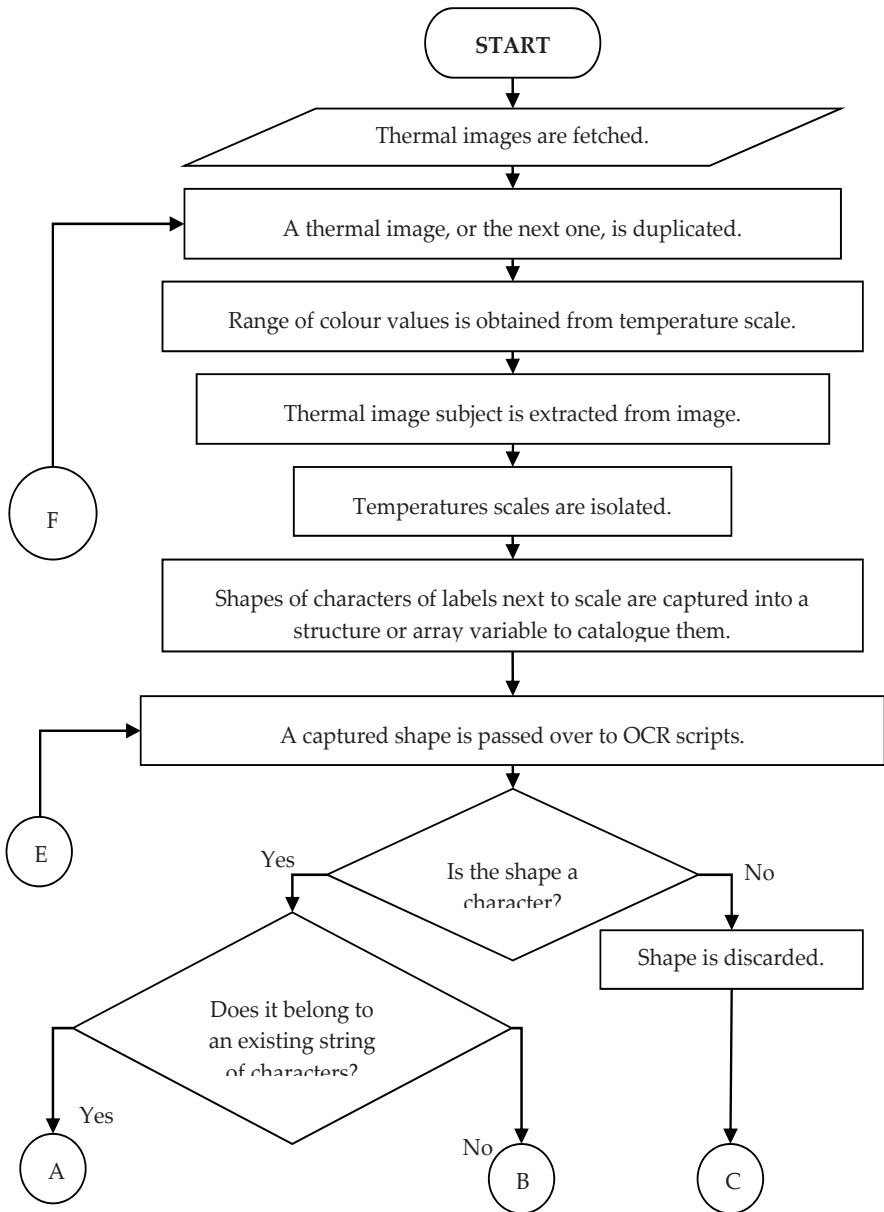 START
Thermal images are fetched.
A thermal image, or the next one, is duplicated.
Range of colour values is obtained from temperature scale.
Thermal image subject is extracted from image.
Temperatures scales are isolated.
F
Shapes of characters of labels next to scale are captured into a
structure or array variable to catalogue them.
A captured shape is passed over to OCR scripts.
E
Yes
Is the shape a
character?
No
Shape is discarded.
Does it belong to
an existing string
of characters?
Yes
No
A
B
C